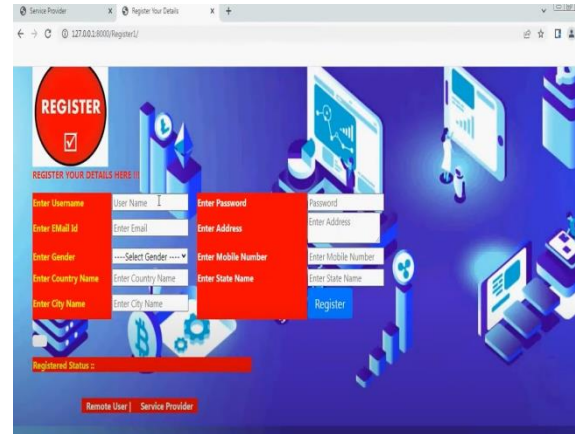 Service Provider X Register Your Details X +
127.0.0.1:8000/Register1/
REGISTER
REGISTER YOUR DETAILS HERE !!!
Enter Username User Name Enter Password Password
Enter EMail Id Enter Email Enter Address Enter Address
Enter Gender ----Select Gender ---- Enter Mobile Number Enter Mobile Number
Enter Country Name Enter Country Name Enter State Name Enter State Name
Enter City Name Enter City Name Register
Registered Status ::
Remote User | Service Provider